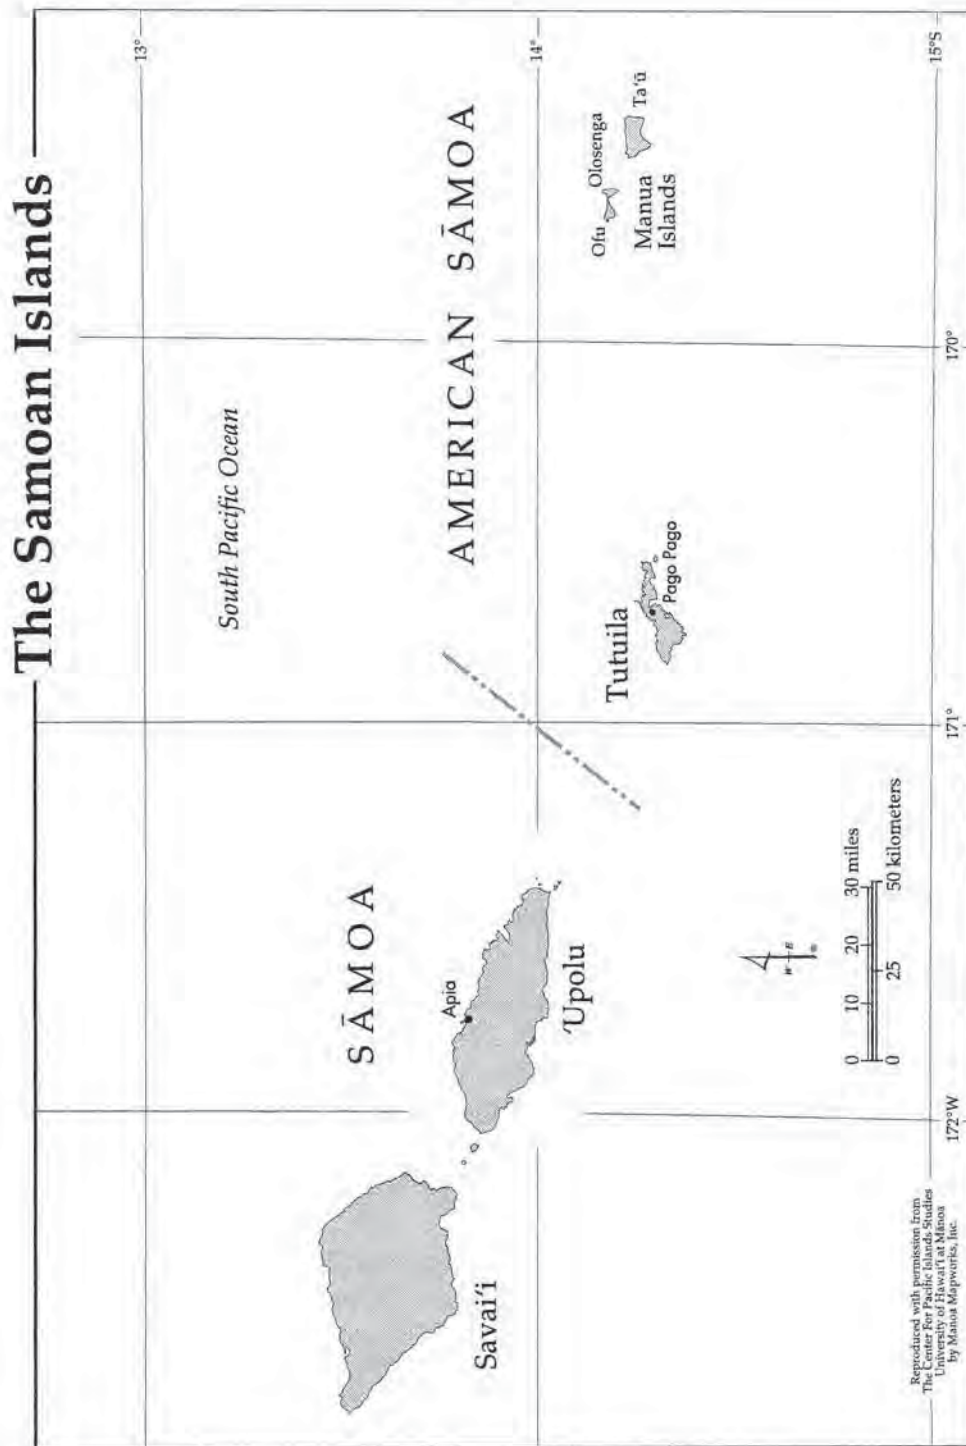 The Samoan Islands
13°
South Pacific Ocean
SĀMOA
AMERICAN SĀMOA
Savai'i
Apia
'Upolu
14°
Tutuila
Pago Pago
Ofu
Olosenga
Ta'ū
Manua
Islands
W
E
0 10 20 30 miles
0 25 50 kilometers
15°S
172°W
171°
170°
Reproduced with permission from
The Center For Pacific Islands Studies
University of Hawai'i at Mānoa
by Manoa Mapworks, Inc.